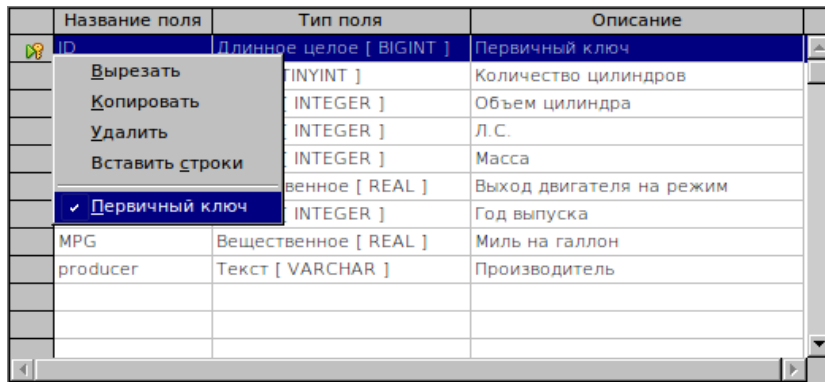 Название поля Тип поля Описание
ID Длинное целое [ BIGINT ] Первичный ключ
Вырезать TINYINT ] Количество цилиндров
Копировать [ INTEGER ] Объем цилиндра
Удалить [ INTEGER ] Л.С.
Вставить строки [ INTEGER ] Масса
венное [ REAL ] Выход двигателя на режим
Первичный ключ [ INTEGER ] Год выпуска
MPG Вещественное [ REAL ] Миль на галлон
producer Текст [ VARCHAR ] Производитель